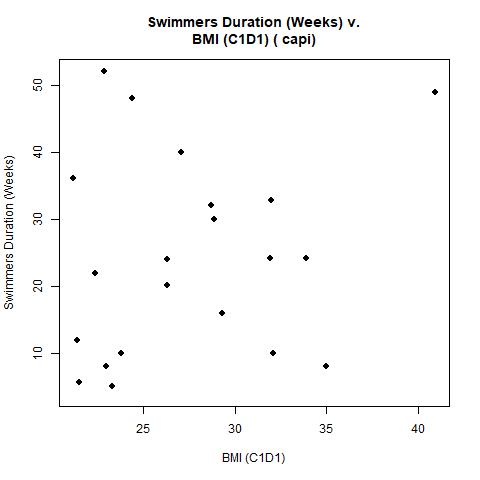 Swimmers Duration (Weeks) v.
BMI (C1D1) ( capi)
Swimmers Duration (Weeks)
50
40
30
20
10
25
30
35
40
BMI (C1D1)